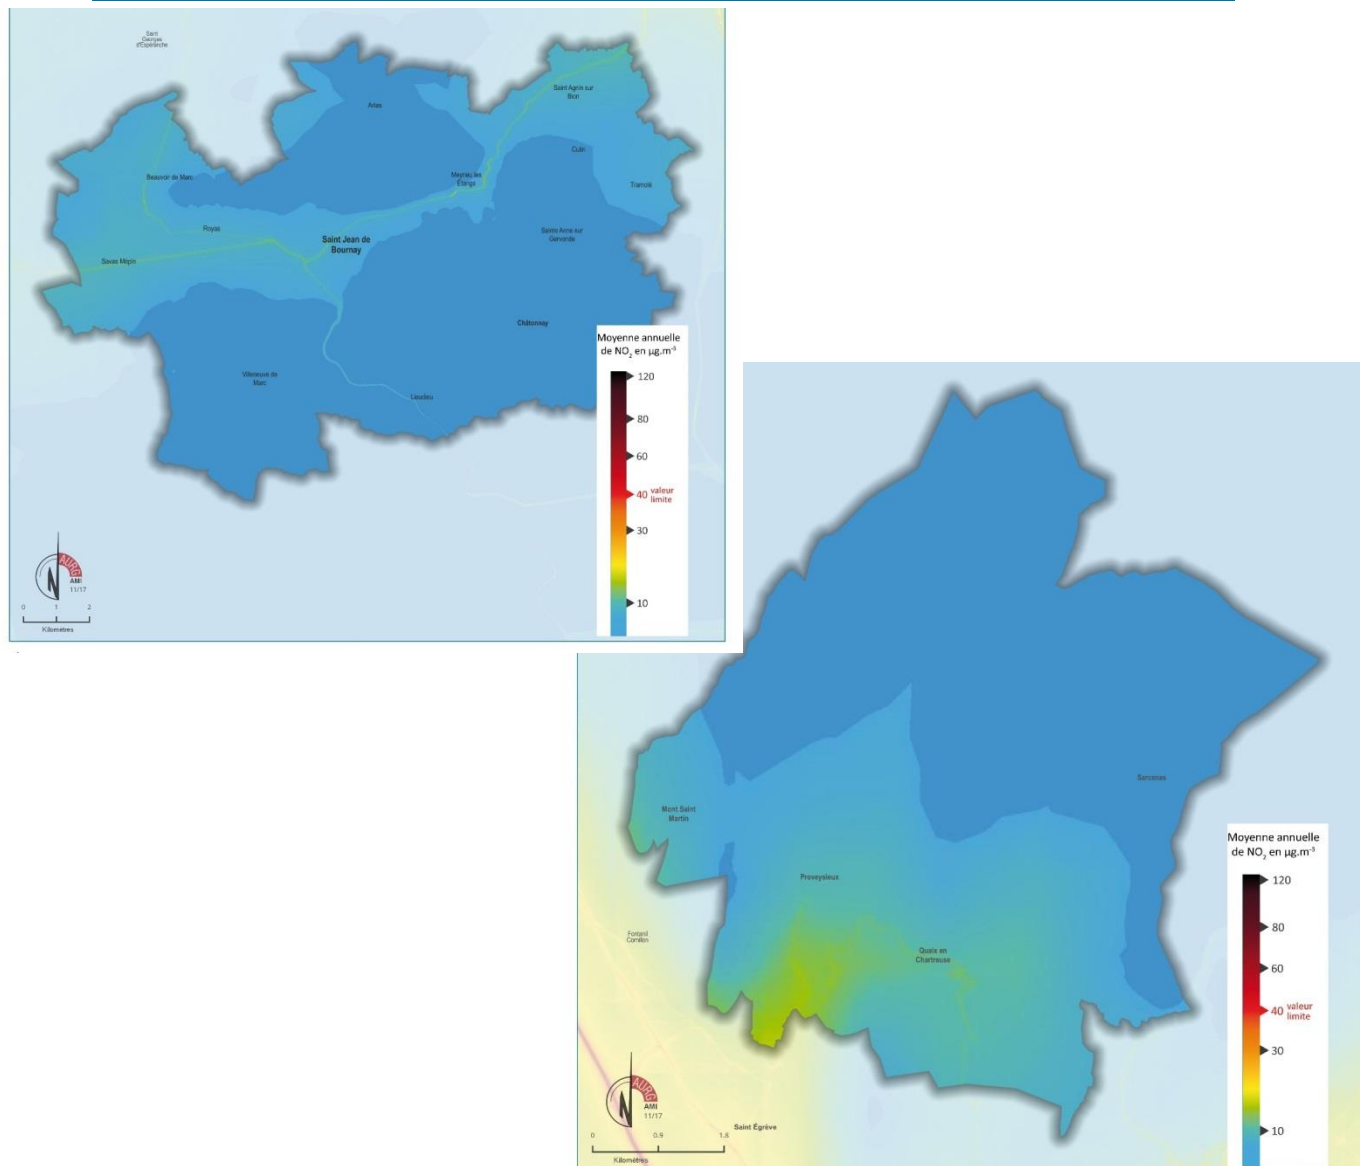 Saint
Georges
d'Espéranche
Artas
Saint Agnin sur
Bion
Culin
Tramolé
Meyrieu les
Étangs
Beauvoir de Marc
Royas
Saint Jean de
Bournay
Sainte Anne sur
Gervonde
Savas Mépin
Châtonnay
Villeneuve de
Marc
Lieudieu
Moyenne annuelle
de NO2 en µg.m-3
120
80
60
40 valeur
limite
30
10
N
AURG
AMI
11/17
0 1 2
Kilomètres
Sarcenas
Mont Saint
Martin
Proveysieux
Quaix en
Chartreuse
Fontanil
Cornillon
Saint Égrève
Moyenne annuelle
de NO2 en µg.m-3
120
80
60
40 valeur
limite
30
10
N
AURG
AMI
11/17
0 0.9 1.8
Kilomètres